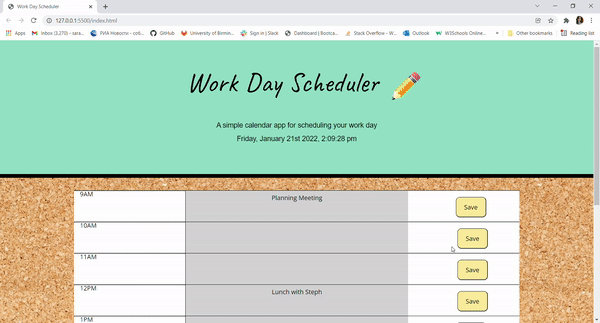 Work Day Scheduler
127.0.0.1:5500/index.html
Apps
Inbox (2,270) - sara...
РИА Новости - соб...
GitHub
University of Birmin...
Sign in | Slack
Dashboard | Bootca...
Stack Overflow - W...
Outlook
W3Schools Online...
»
Other bookmarks
Reading list
Work Day Scheduler
A simple calendar app for scheduling your work day
Friday, January 21st 2022, 2:09:28 pm
9AM Planning Meeting Save
10AM Save
11AM Save
12PM Lunch with Steph Save
1PM